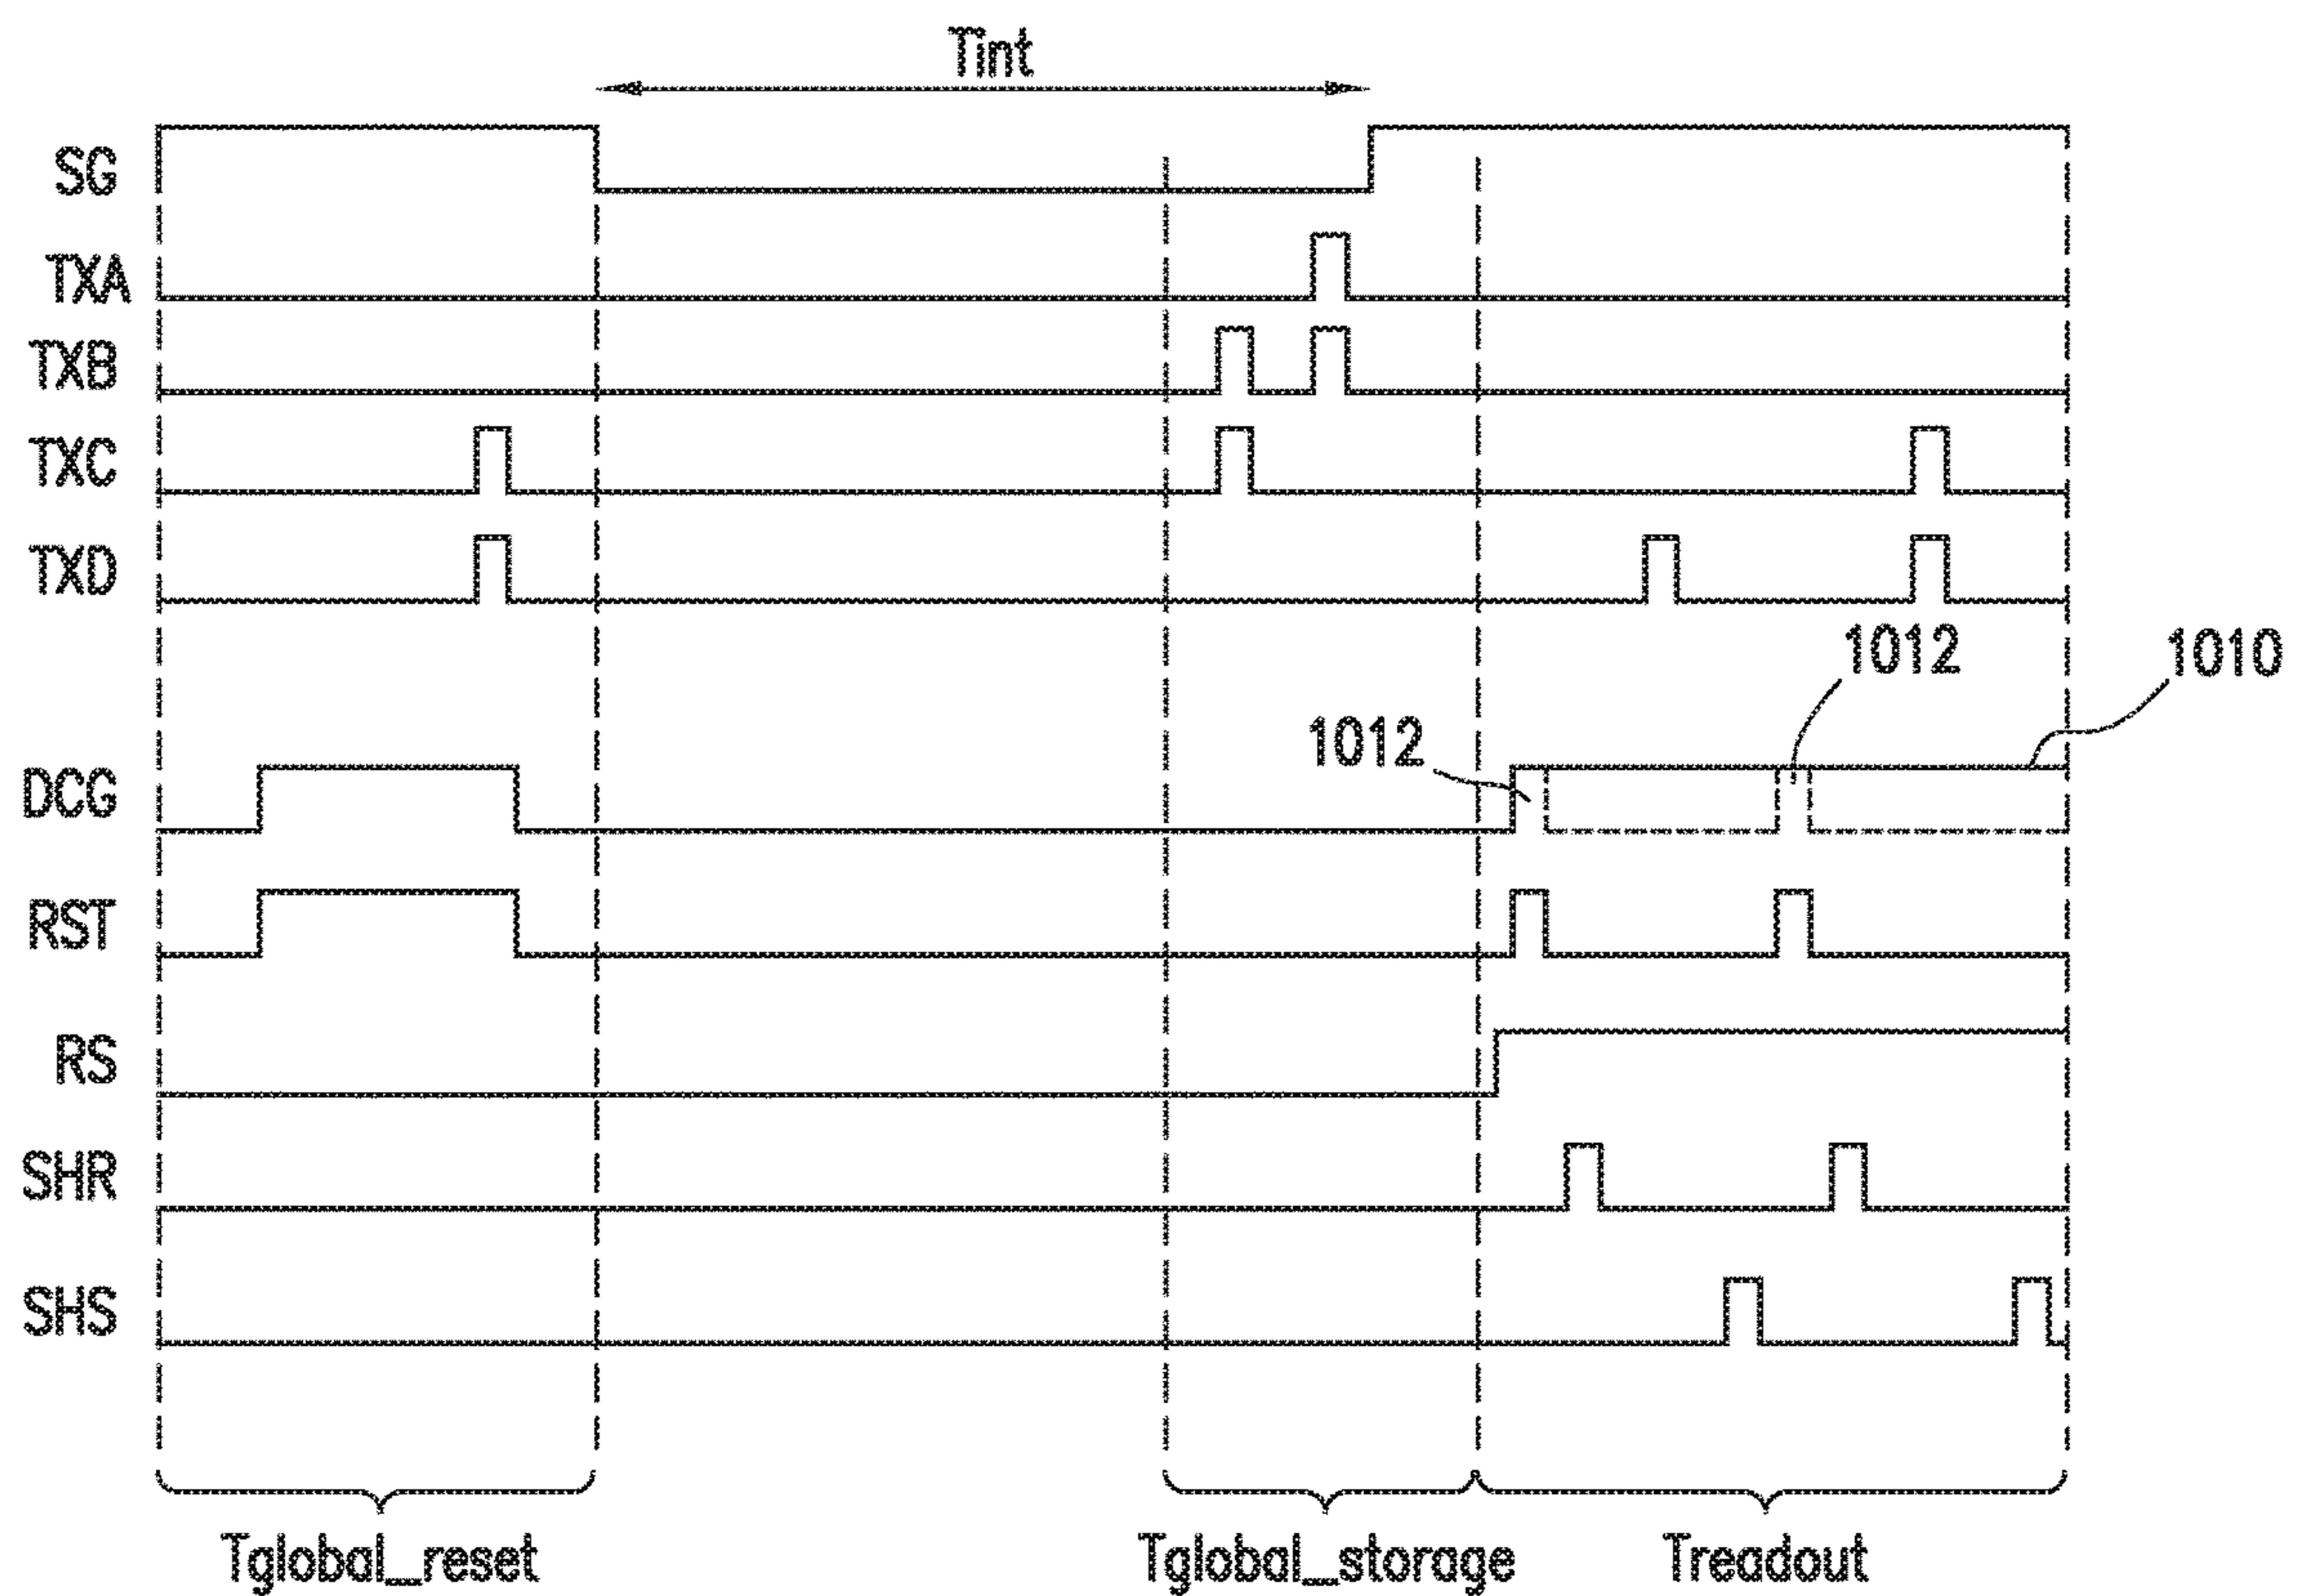 Tint
SG
TXA
TXB
TXC
TXD
1012
1010
1012
DCG
RST
RS
SHR
SHS
Tglobal_reset
Tglobal_storage
Treadout